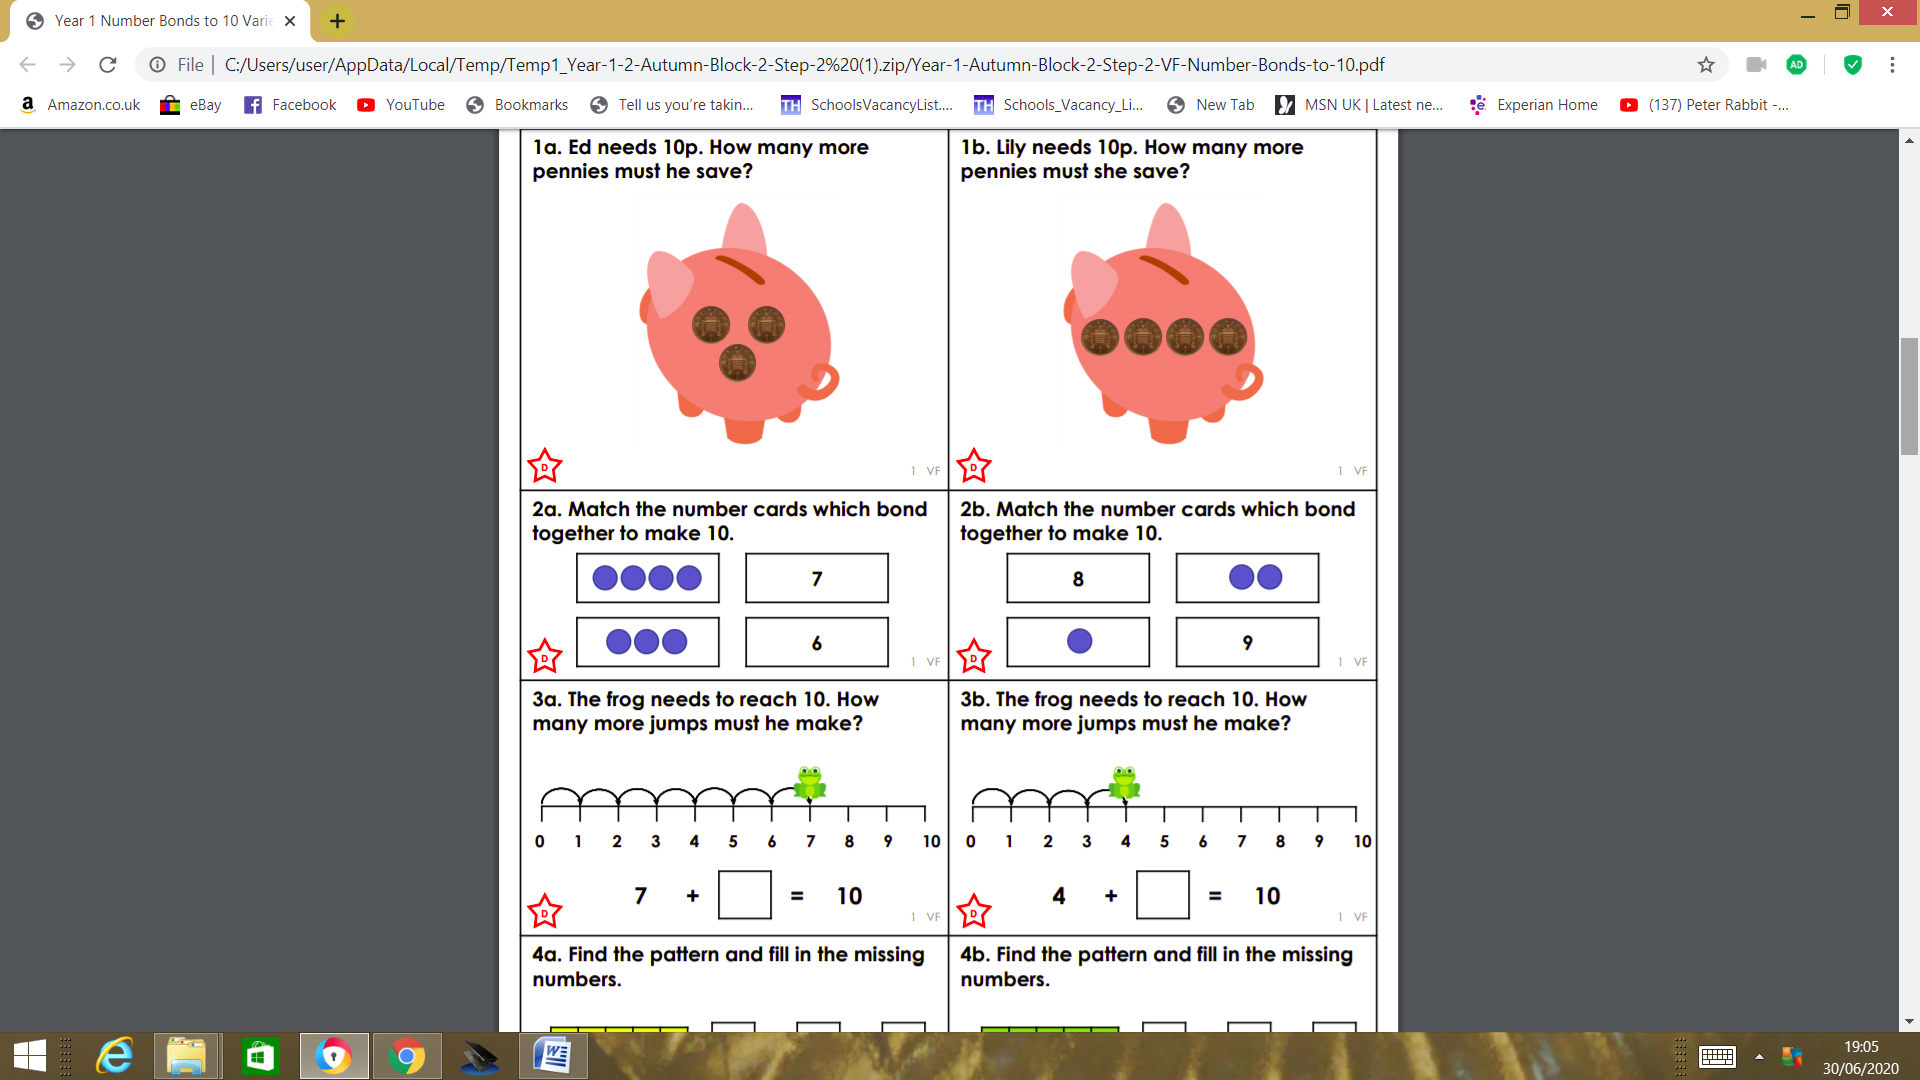 Year 1 Number Bonds to 10 Varie
File
C:/Users/user/AppData/Local/Temp/Temp1_Year-1-2-Autumn-Block-2-Step-2%20(1).zip/Year-1-Autumn-Block-2-Step-2-VF-Number-Bonds-to-10.pdf
AD
Amazon.co.uk eBay Facebook YouTube Bookmarks Tell us you're takin... TH SchoolsVacancyList.... TH Schools_Vacancy_Li... New Tab MSN UK | Latest ne... Experian Home (137) Peter Rabbit -...
1a. Ed needs 10p. How many more
pennies must he save?
D
1 VF
1b. Lily needs 10p. How many more
pennies must she save?
D
1 VF
2a. Match the number cards which bond
together to make 10.
7
6
D
1 VF
2b. Match the number cards which bond
together to make 10.
8
9
D
1 VF
3a. The frog needs to reach 10. How
many more jumps must he make?
0 1 2 3 4 5 6 7 8 9 10
7 + = 10
D
1 VF
3b. The frog needs to reach 10. How
many more jumps must he make?
0 1 2 3 4 5 6 7 8 9 10
4 + = 10
D
1 VF
4a. Find the pattern and fill in the missing
numbers.
4b. Find the pattern and fill in the missing
numbers.
19:05
30/06/2020